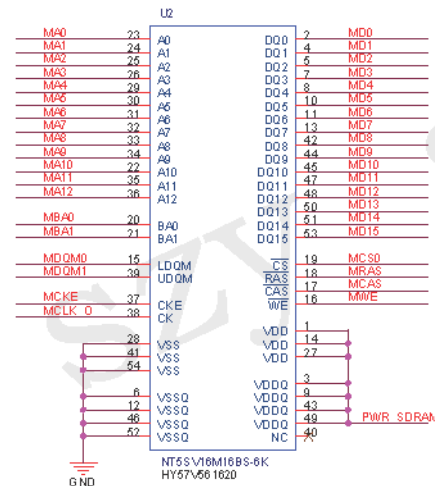 U2
MA0 23 A0 DQ0 2 MD0
MA1 24 A1 DQ1 4 MD1
MA2 25 A2 DQ2 5 MD2
MA3 26 A3 DQ3 7 MD3
MA4 29 A4 DQ4 8 MD4
MA5 30 A5 DQ5 10 MD5
MA6 31 A6 DQ6 11 MD6
MA7 32 A7 DQ7 13 MD7
MA8 33 A8 DQ8 42 MD8
MA9 34 A9 DQ9 44 MD9
MA10 22 A10 DQ10 45 MD10
MA11 35 A11 DQ11 47 MD11
MA12 36 A12 DQ12 48 MD12
DQ13 50 MD13
MBA0 20 BA0 DQ14 51 MD14
MBA1 21 BA1 DQ15 53 MD15
MDQM0 15 LDQM CS 19 MCS0
MDQM1 39 UDQM RAS 18 MRAS
CAS 17 MCAS
MCKE 37 CKE WE 16 MWE
MCLK_0 38 CK
VDD 1
28 VSS VDD 14
41 VSS VDD 27
54 VSS
VDDQ 3
6 VSSQ VDDQ 9
12 VSSQ VDDQ 43
46 VSSQ VDDQ 49 PWR_SDRAM
52 VSSQ NC 40
GND
NT5SV16M16BS-6K
HY57V561620
SZY